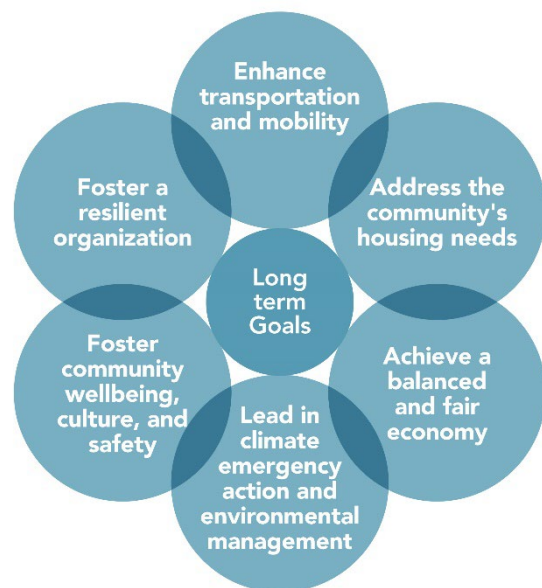 Enhance
transportation
and mobility
Address the
community's
housing needs
Achieve a
balanced
and fair
economy
Lead in
climate
emergency
action and
environmental
management
Foster
community
wellbeing,
culture, and
safety
Foster a
resilient
organization
Long
term
Goals